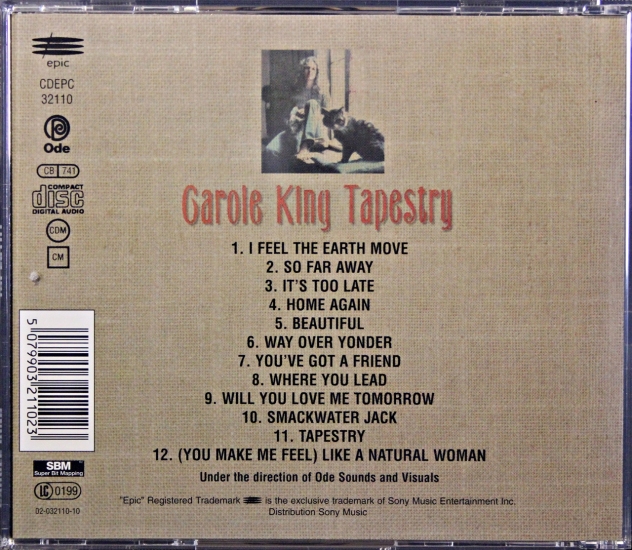 epic
CDEPC
32110
Ode
CB 741
COMPACT
disc
DIGITAL AUDIO
CDM
CM
5 079903 211023
SBM
Super Bit Mapping
LC 0199
02-032110-10
Carole King Tapestry
1. I FEEL THE EARTH MOVE
2. SO FAR AWAY
3. IT'S TOO LATE
4. HOME AGAIN
5. BEAUTIFUL
6. WAY OVER YONDER
7. YOU'VE GOT A FRIEND
8. WHERE YOU LEAD
9. WILL YOU LOVE ME TOMORROW
10. SMACKWATER JACK
11. TAPESTRY
12. (YOU MAKE ME FEEL) LIKE A NATURAL WOMAN
Under the direction of Ode Sounds and Visuals
"Epic" Registered Trademark is the exclusive trademark of Sony Music Entertainment Inc.
Distribution Sony Music